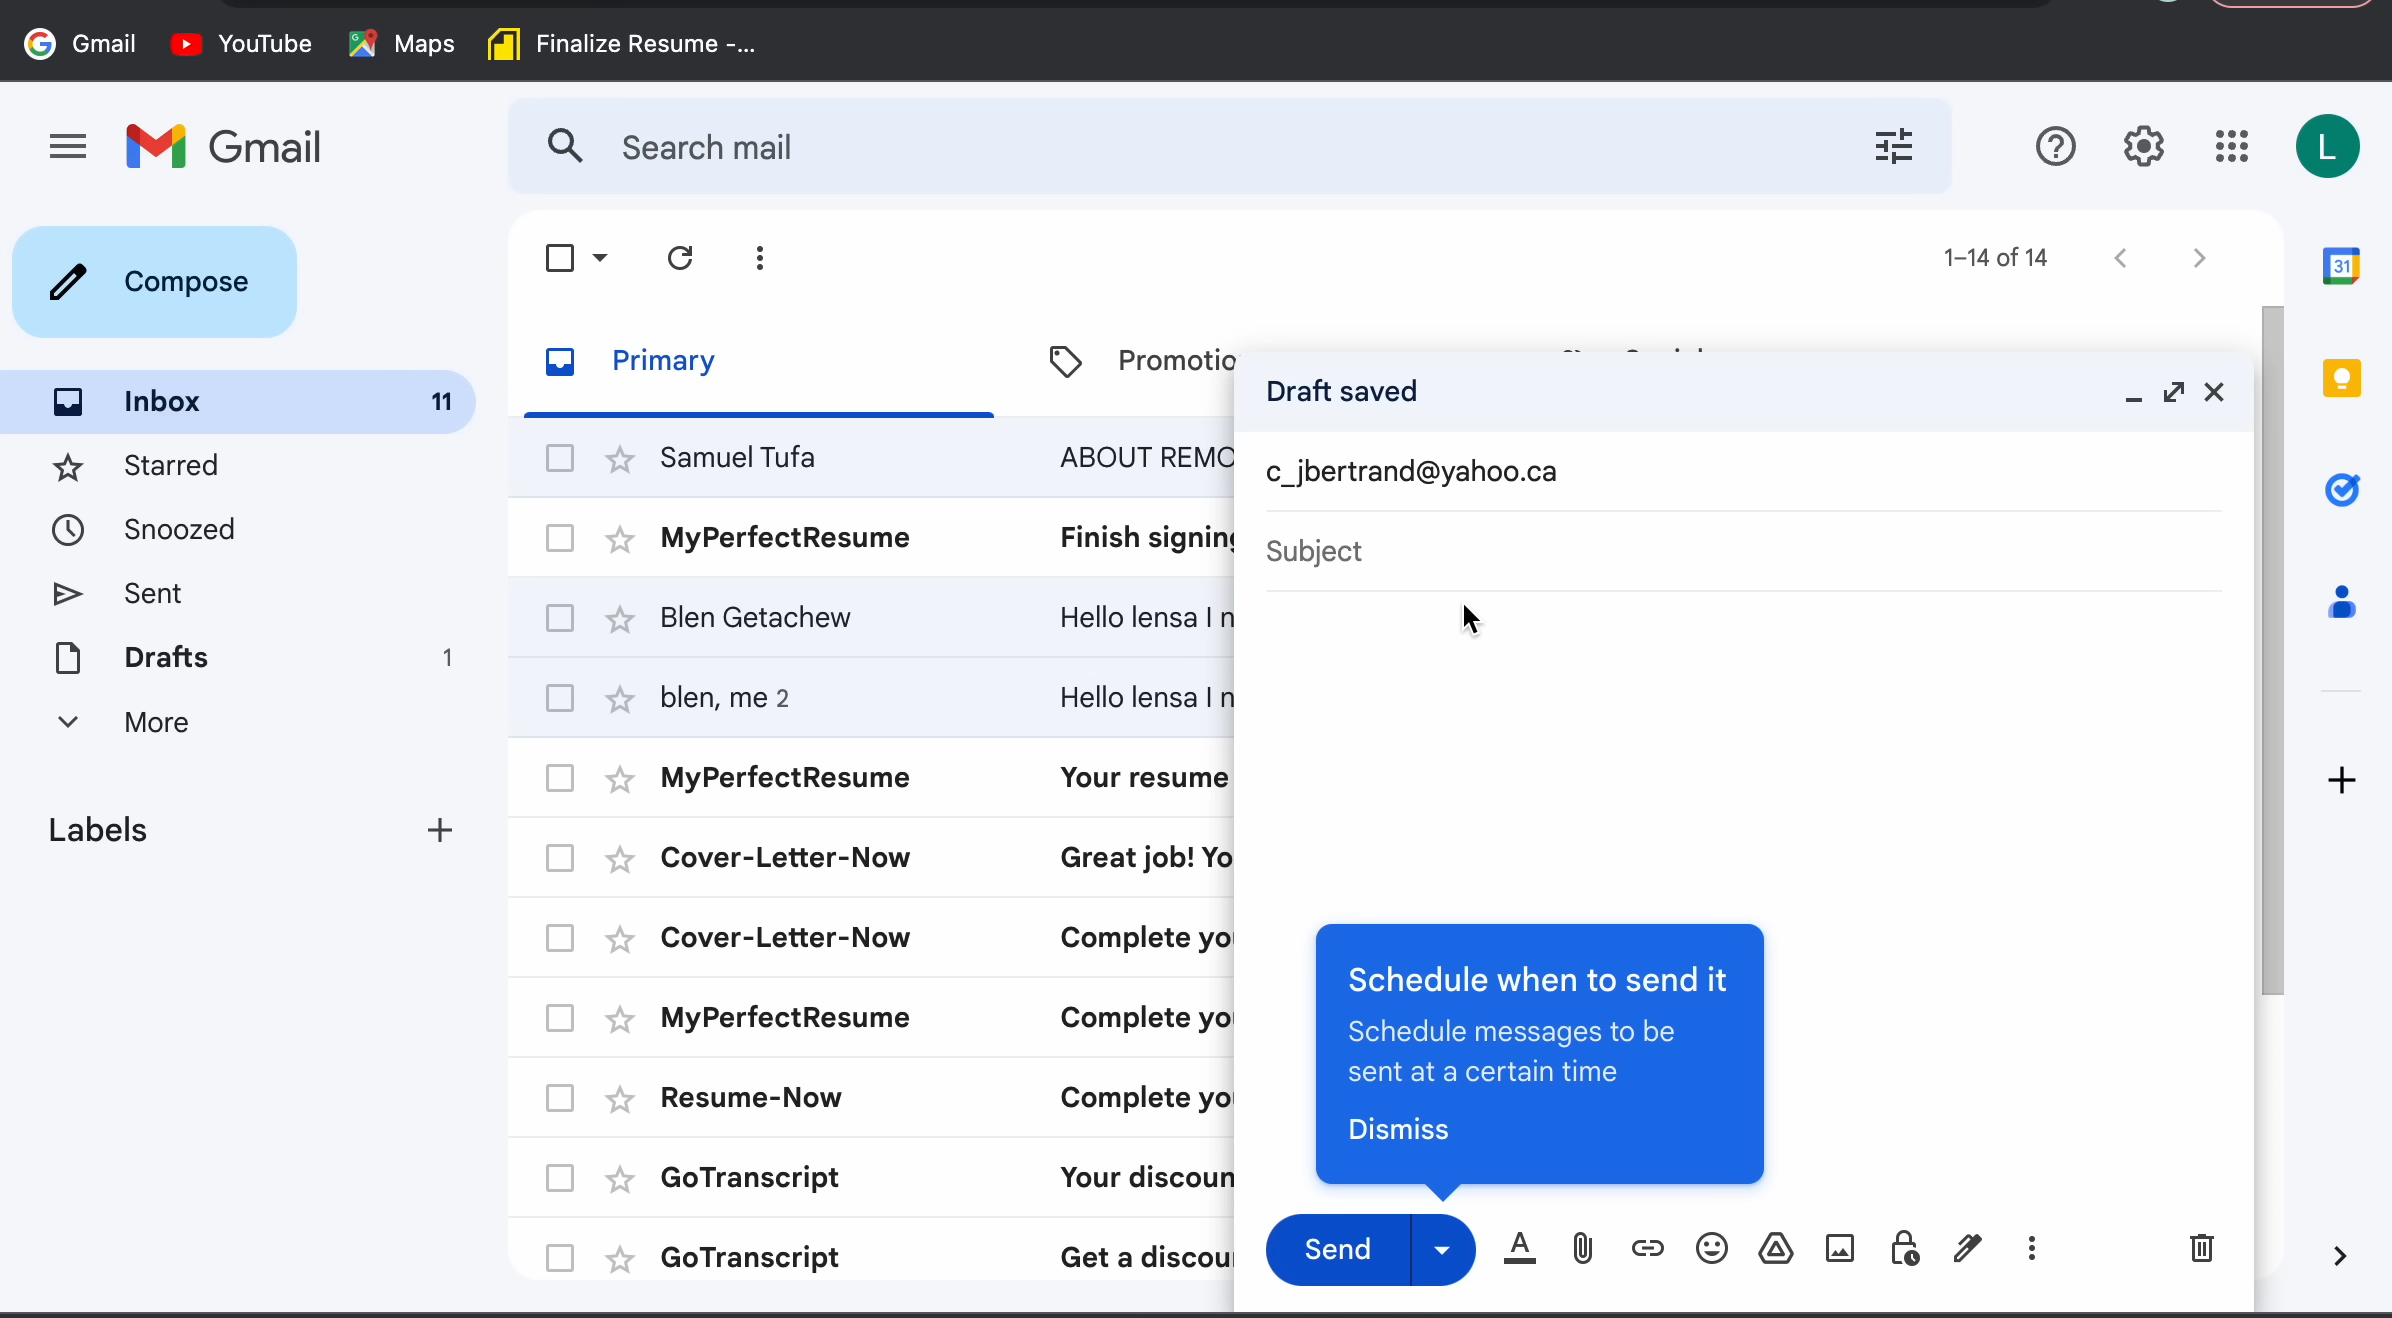 Gmail YouTube Maps Finalize Resume -...
Gmail
Search mail
L
Compose
1–14 of 14
31
Primary
Promotio
Inbox 11
Starred
Snoozed
Sent
Drafts 1
More
Labels
Samuel Tufa ABOUT REMO
MyPerfectResume Finish signing
Blen Getachew Hello lensa I n
blen, me 2 Hello lensa I n
MyPerfectResume Your resume
Cover-Letter-Now Great job! Yo
Cover-Letter-Now Complete you
MyPerfectResume Complete you
Resume-Now Complete you
GoTranscript Your discoun
GoTranscript Get a discou
Draft saved
c_jbertrand@yahoo.ca
Subject
Schedule when to send it
Schedule messages to be
sent at a certain time
Dismiss
Send